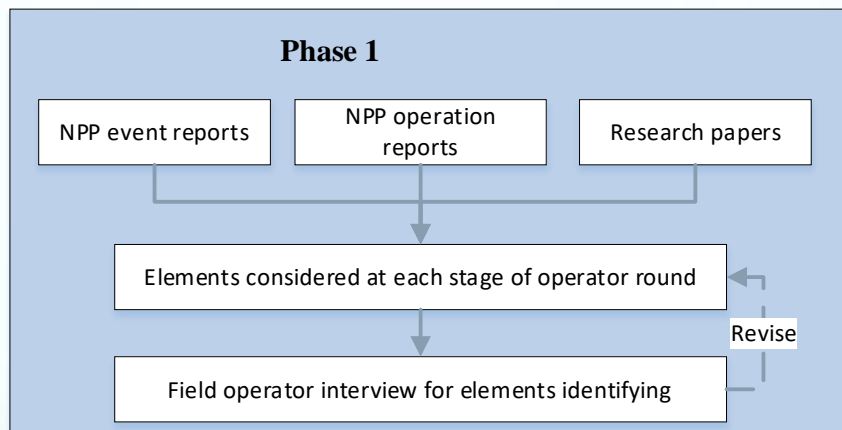 Phase 1
NPP event reports
NPP operation
reports
Research papers
Elements considered at each stage of operator round
Revise
Field operator interview for elements identifying